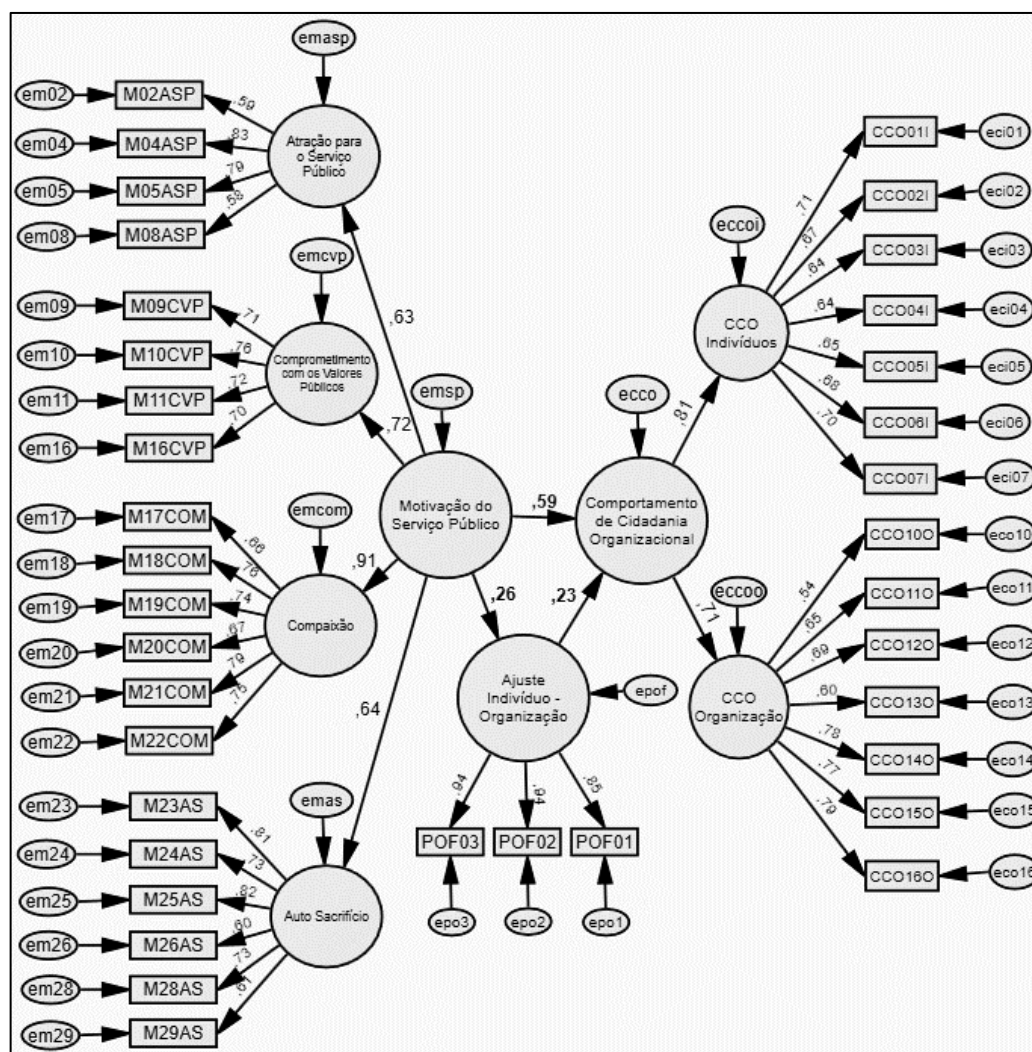 emasp
em02
M02ASP
,59
em04
M04ASP
,83
em05
M05ASP
,79
em08
M08ASP
,58
Atração para
o Serviço
Público
emcvp
,63
em09
M09CVP
,71
em10
M10CVP
,76
em11
M11CVP
,72
em16
M16CVP
,70
Comprometimento
com os Valores
Públicos
,72
emsp
Motivação do
Serviço Público
emcom
,91
em17
M17COM
,66
em18
M18COM
,76
em19
M19COM
,74
em20
M20COM
,67
em21
M21COM
,79
em22
M22COM
,75
Compaixão
,64
emas
em23
M23AS
,81
em24
M24AS
,73
em25
M25AS
,82
em26
M26AS
,60
em28
M28AS
,73
em29
M29AS
,61
Auto Sacrifício
,59
,26
,23
Ajuste
Indivíduo -
Organização
epof
,94
,94
,85
POF03
POF02
POF01
epo3
epo2
epo1
ecco
Comportamento
de Cidadania
Organizacional
,81
,71
eccoi
CCO
Indivíduos
,71
CCO01I
eci01
,67
CCO02I
eci02
,64
CCO03I
eci03
,64
CCO04I
eci04
,65
CCO05I
eci05
,68
CCO06I
eci06
,70
CCO07I
eci07
eccoo
CCO
Organização
,54
CCO10O
eco10
,65
CCO11O
eco11
,69
CCO12O
eco12
,60
CCO13O
eco13
,78
CCO14O
eco14
,77
CCO15O
eco15
,79
CCO16O
eco16